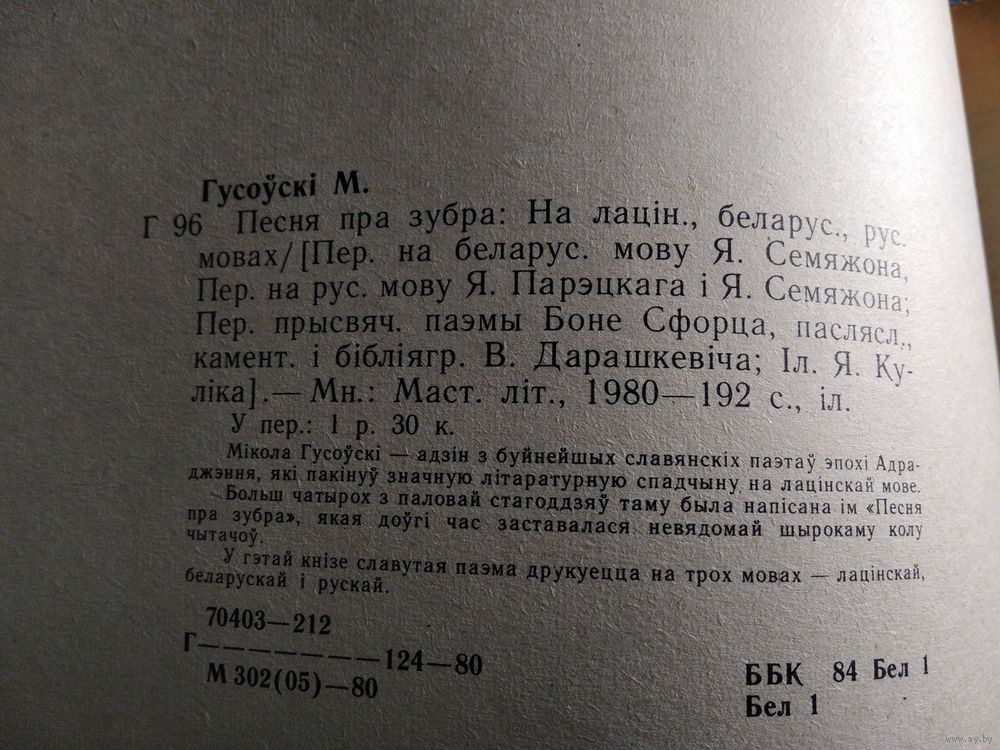 Гусоўскі М.
Г 96 Песня пра зубра: На лацін., беларус., рус.
мовах/[Пер. на беларус. мову Я. Семяжона,
Пер. на рус. мову Я. Парэцкага і Я. Семяжона;
Пер. прысвяч. паэмы Боне Сфорца, паслясл.,
камент. і бібліягр. В. Дарашкевіча; Іл. Я. Ку-
ліка].— Мн.: Маст. літ., 1980—192 с., іл.
У пер.: 1 р. 30 к.
Мікола Гусоўскі — адзін з буйнейшых славянскіх паэтаў эпохі Адра-
джэння, які пакінуў значную літаратурную спадчыну на лацінскай мове.
Больш чатырох з паловай стагоддзяў таму была напісана ім «Песня
пра зубра», якая доўгі час заставалася невядомай шырокаму колу
чытачоў.
У гэтай кнізе славутая паэма друкуецца на трох мовах — лацінскай,
беларускай і рускай.
70403—212
Г———————124—80
М 302(05)—80
ББК 84 Бел 1
Бел 1
www.ay.by